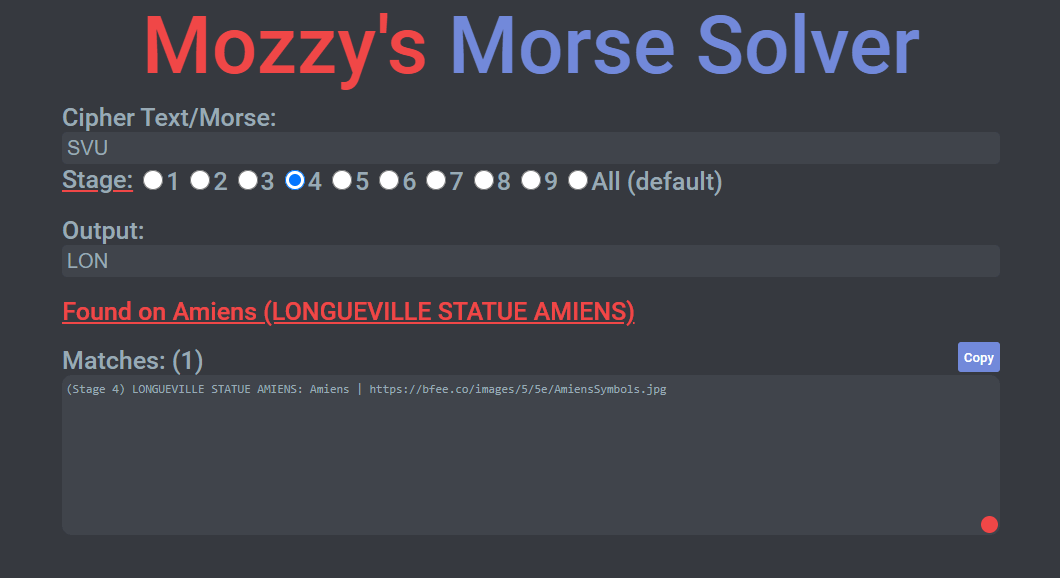 Mozzy's Morse Solver
Cipher Text/Morse:
SVU
Stage: 1 2 3 4 5 6 7 8 9 All (default)
Output:
LON
Found on Amiens (LONGUEVILLE STATUE AMIENS)
Matches: (1)
Copy
(Stage 4) LONGUEVILLE STATUE AMIENS: Amiens | https://bfee.co/images/5/5e/AmiensSymbols.jpg